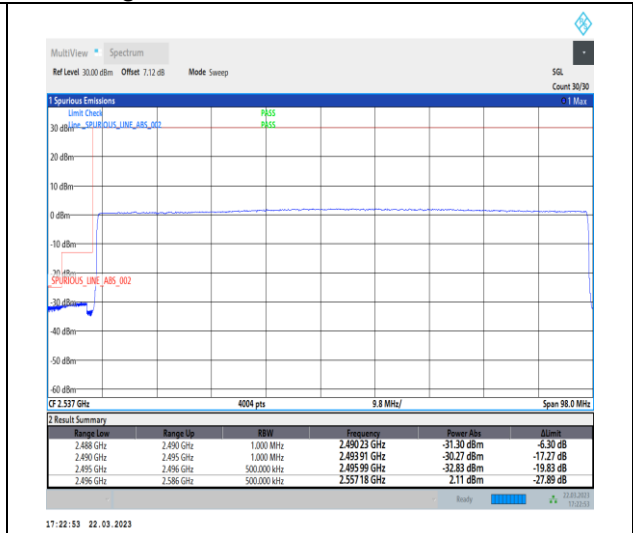 MultiView Spectrum
Ref Level 30.00 dBm Offset 7.12 dB Mode Sweep SGL
Count 30/30
1 Spurious Emissions 1 Max
Limit Check PASS
30 dBm Line _SPURIOUS_LINE_ABS_002 PASS
20 dBm
10 dBm
0 dBm
-10 dBm
-20 dBm
_SPURIOUS_LINE_ABS_002
-30 dBm
-40 dBm
-50 dBm
-60 dBm
CF 2.537 GHz 4004 pts 9.8 MHz/ Span 98.0 MHz
2 Result Summary
Range Low Range Up RBW Frequency Power Abs ΔLimit
2.488 GHz 2.490 GHz 1.000 MHz 2.490 23 GHz -31.30 dBm -6.30 dB
2.490 GHz 2.495 GHz 1.000 MHz 2.493 91 GHz -30.27 dBm -17.27 dB
2.495 GHz 2.496 GHz 500.000 kHz 2.495 99 GHz -32.83 dBm -19.83 dB
2.496 GHz 2.586 GHz 500.000 kHz 2.557 18 GHz 2.11 dBm -27.89 dB
Ready 22.03.2023
17:22:53
17:22:53 22.03.2023